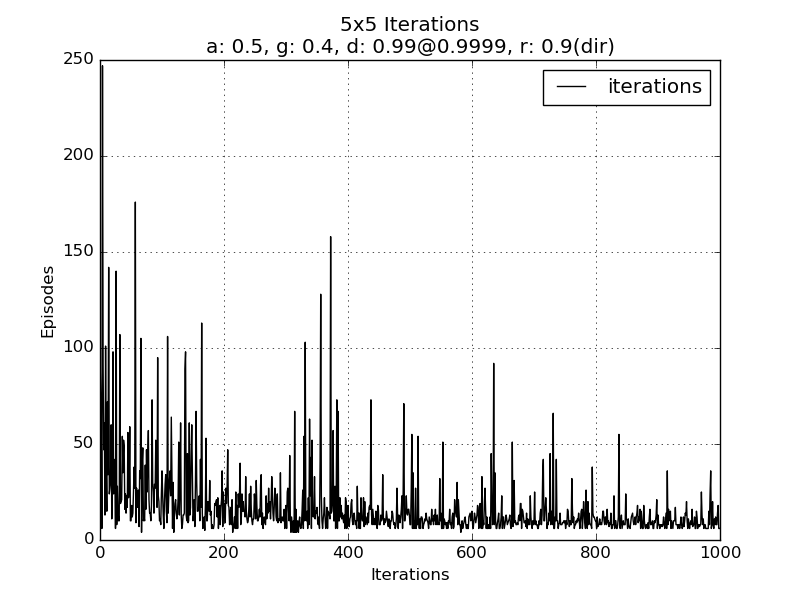 5x5 Iterations
a: 0.5, g: 0.4, d: 0.99@0.9999, r: 0.9(dir)
iterations
250
200
150
100
50
0
Episodes
0 200 400 600 800 1000
Iterations